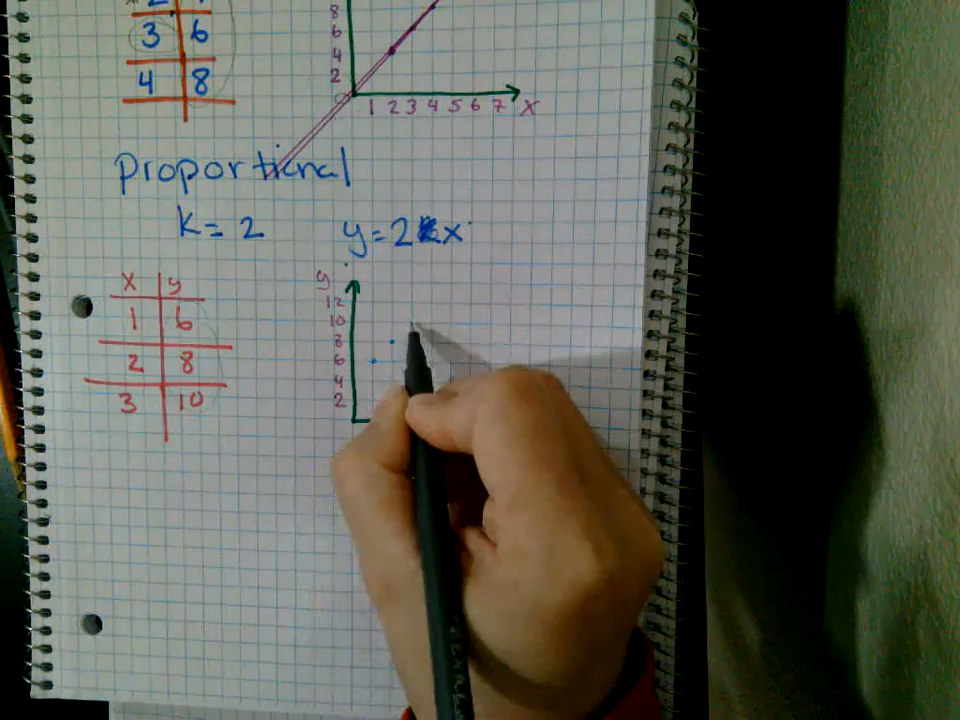 3 6
4 8
8
6
4
2
0
1 2 3 4 5 6 7 x
Proportional
k = 2
y = 2x
x y
1 6
2 8
3 10
y
12
10
8
6
4
2